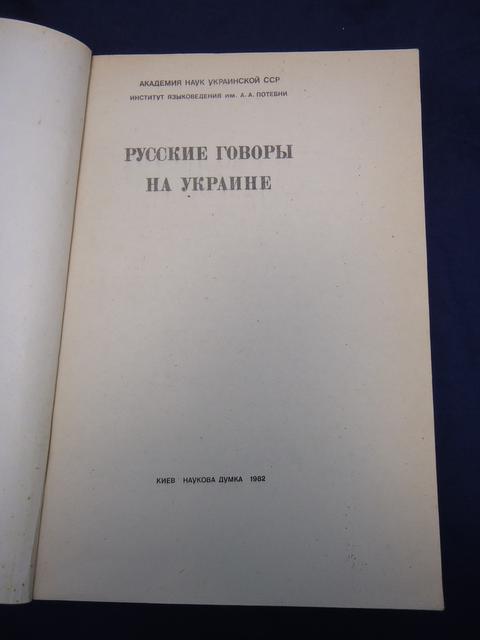 АКАДЕМИЯ НАУК УКРАИНСКОЙ ССР
ИНСТИТУТ ЯЗЫКОВЕДЕНИЯ им. А. А. ПОТЕБНИ
РУССКИЕ ГОВОРЫ
НА УКРАИНЕ
КИЕВ НАУКОВА ДУМКА 1982